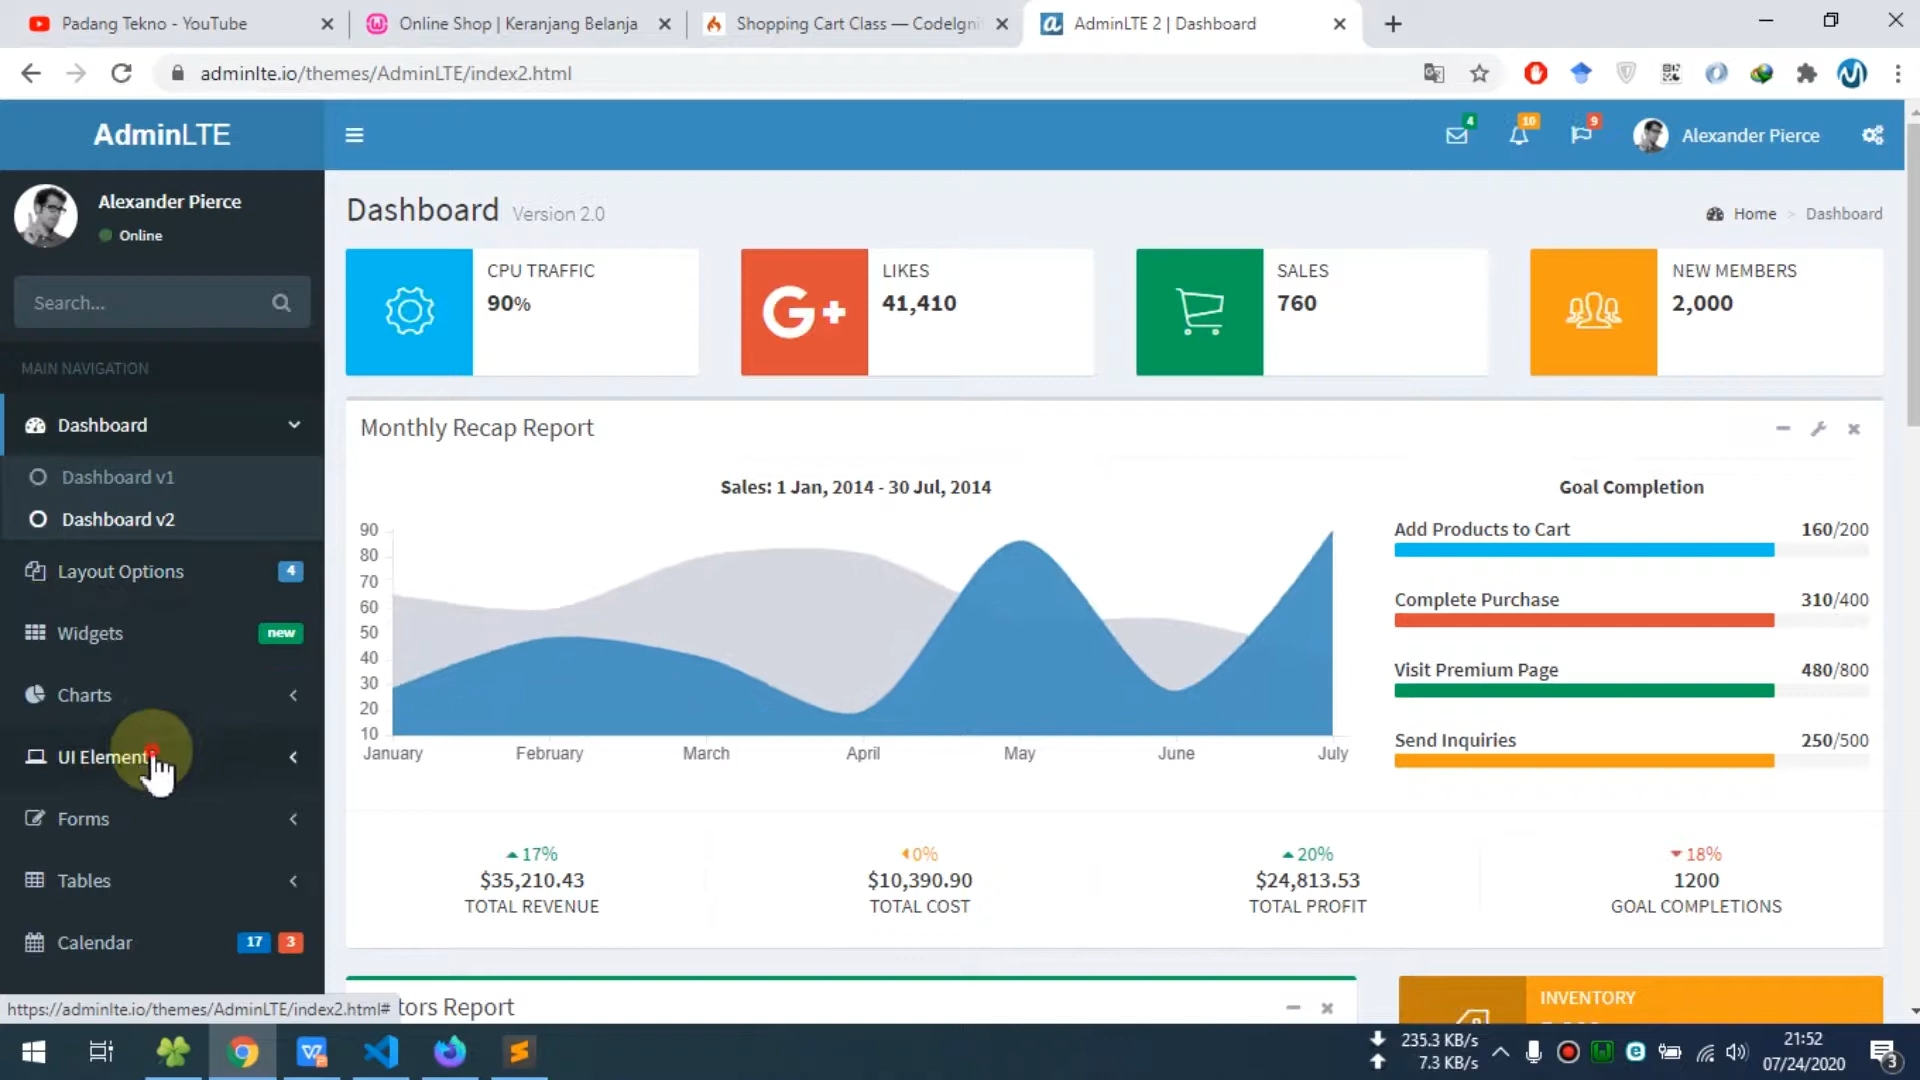 Padang Tekno - YouTube
Online Shop | Keranjang Belanja
Shopping Cart Class — CodeIgni
AdminLTE 2 | Dashboard
adminlte.io/themes/AdminLTE/index2.html
AdminLTE
4
10
9
Alexander Pierce
Alexander Pierce
Online
Search...
MAIN NAVIGATION
Dashboard
Dashboard v1
Dashboard v2
Layout Options
4
Widgets
new
Charts
UI Element
Forms
Tables
Calendar
17
3
https://adminlte.io/themes/AdminLTE/index2.html#
Dashboard Version 2.0
Home > Dashboard
CPU TRAFFIC
90%
G+
LIKES
41,410
SALES
760
NEW MEMBERS
2,000
Monthly Recap Report
Sales: 1 Jan, 2014 - 30 Jul, 2014
90
80
70
60
50
40
30
20
10
January
February
March
April
May
June
July
Goal Completion
Add Products to Cart 160/200
Complete Purchase 310/400
Visit Premium Page 480/800
Send Inquiries 250/500
17%
$35,210.43
TOTAL REVENUE
0%
$10,390.90
TOTAL COST
20%
$24,813.53
TOTAL PROFIT
18%
1200
GOAL COMPLETIONS
tors Report
INVENTORY
235.3 KB/s
7.3 KB/s
21:52
07/24/2020
3